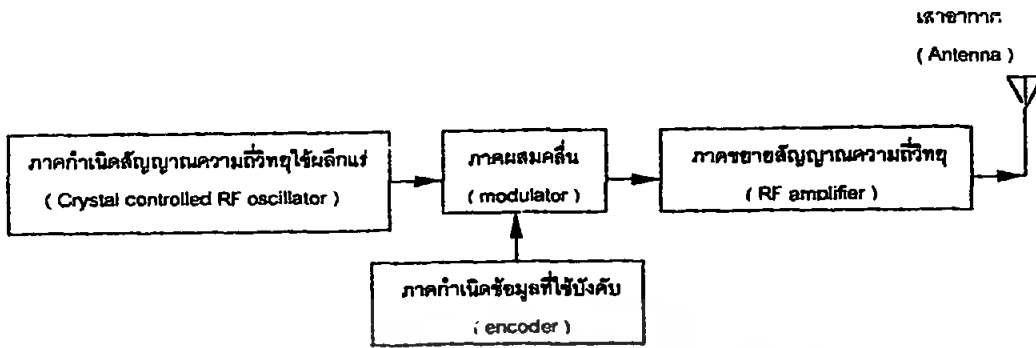 เสาอากาศ
( Antenna )
ภาคกำเนิดสัญญาณความถี่วิทยุใช้ผลึกแร่
( Crystal controlled RF oscillator )
ภาคผสมคลื่น
( modulator )
ภาคขยายสัญญาณความถี่วิทยุ
( RF amplifier )
ภาคกำเนิดข้อมูลที่ใช้บังคับ
( encoder )